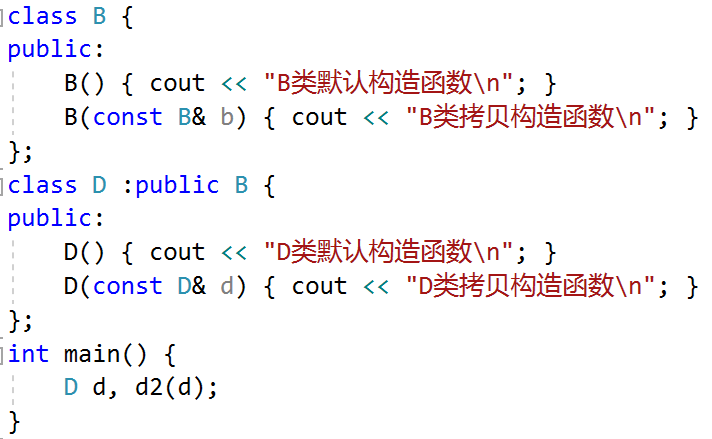 class B {
public:
    B() { cout << "B类默认构造函数\n"; }
    B(const B& b) { cout << "B类拷贝构造函数\n"; }
};
class D :public B {
public:
    D() { cout << "D类默认构造函数\n"; }
    D(const D& d) { cout << "D类拷贝构造函数\n"; }
};
int main() {
    D d, d2(d);
}